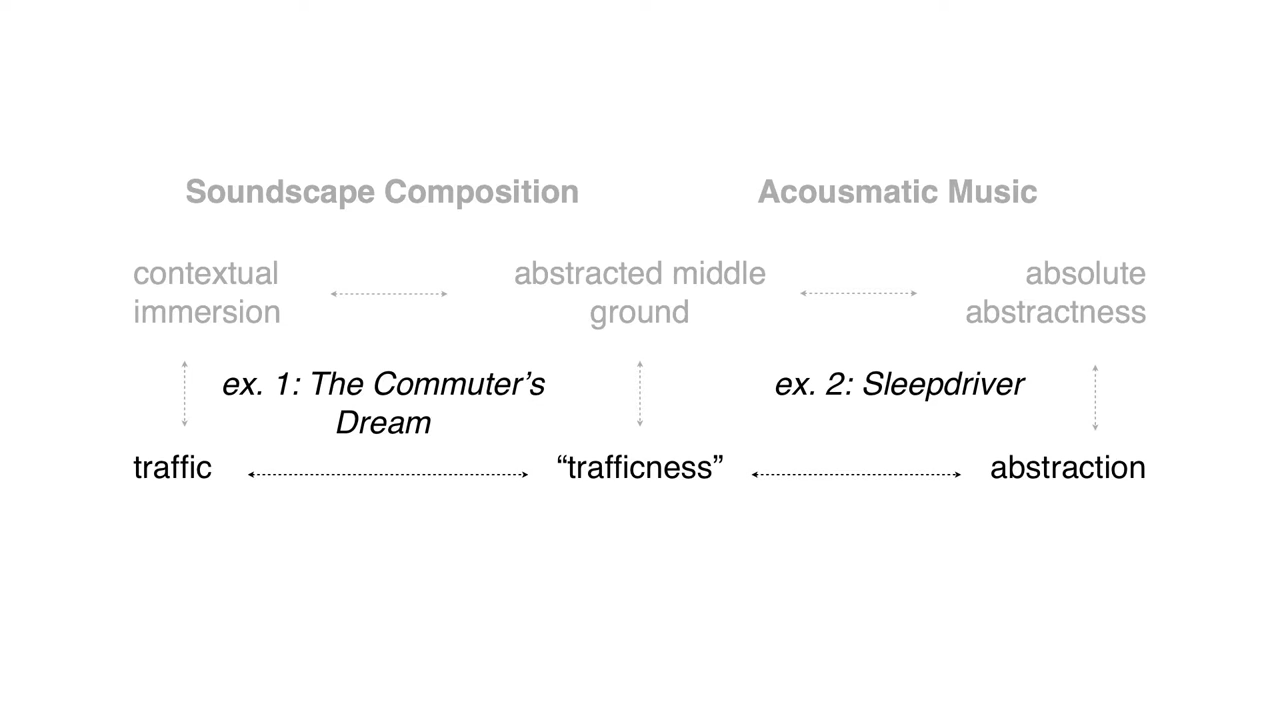 Soundscape Composition
Acousmatic Music
contextual
immersion
abstracted middle
ground
absolute
abstractness
ex. 1: The Commuter’s
Dream
ex. 2: Sleepdriver
traffic
“trafficness”
abstraction